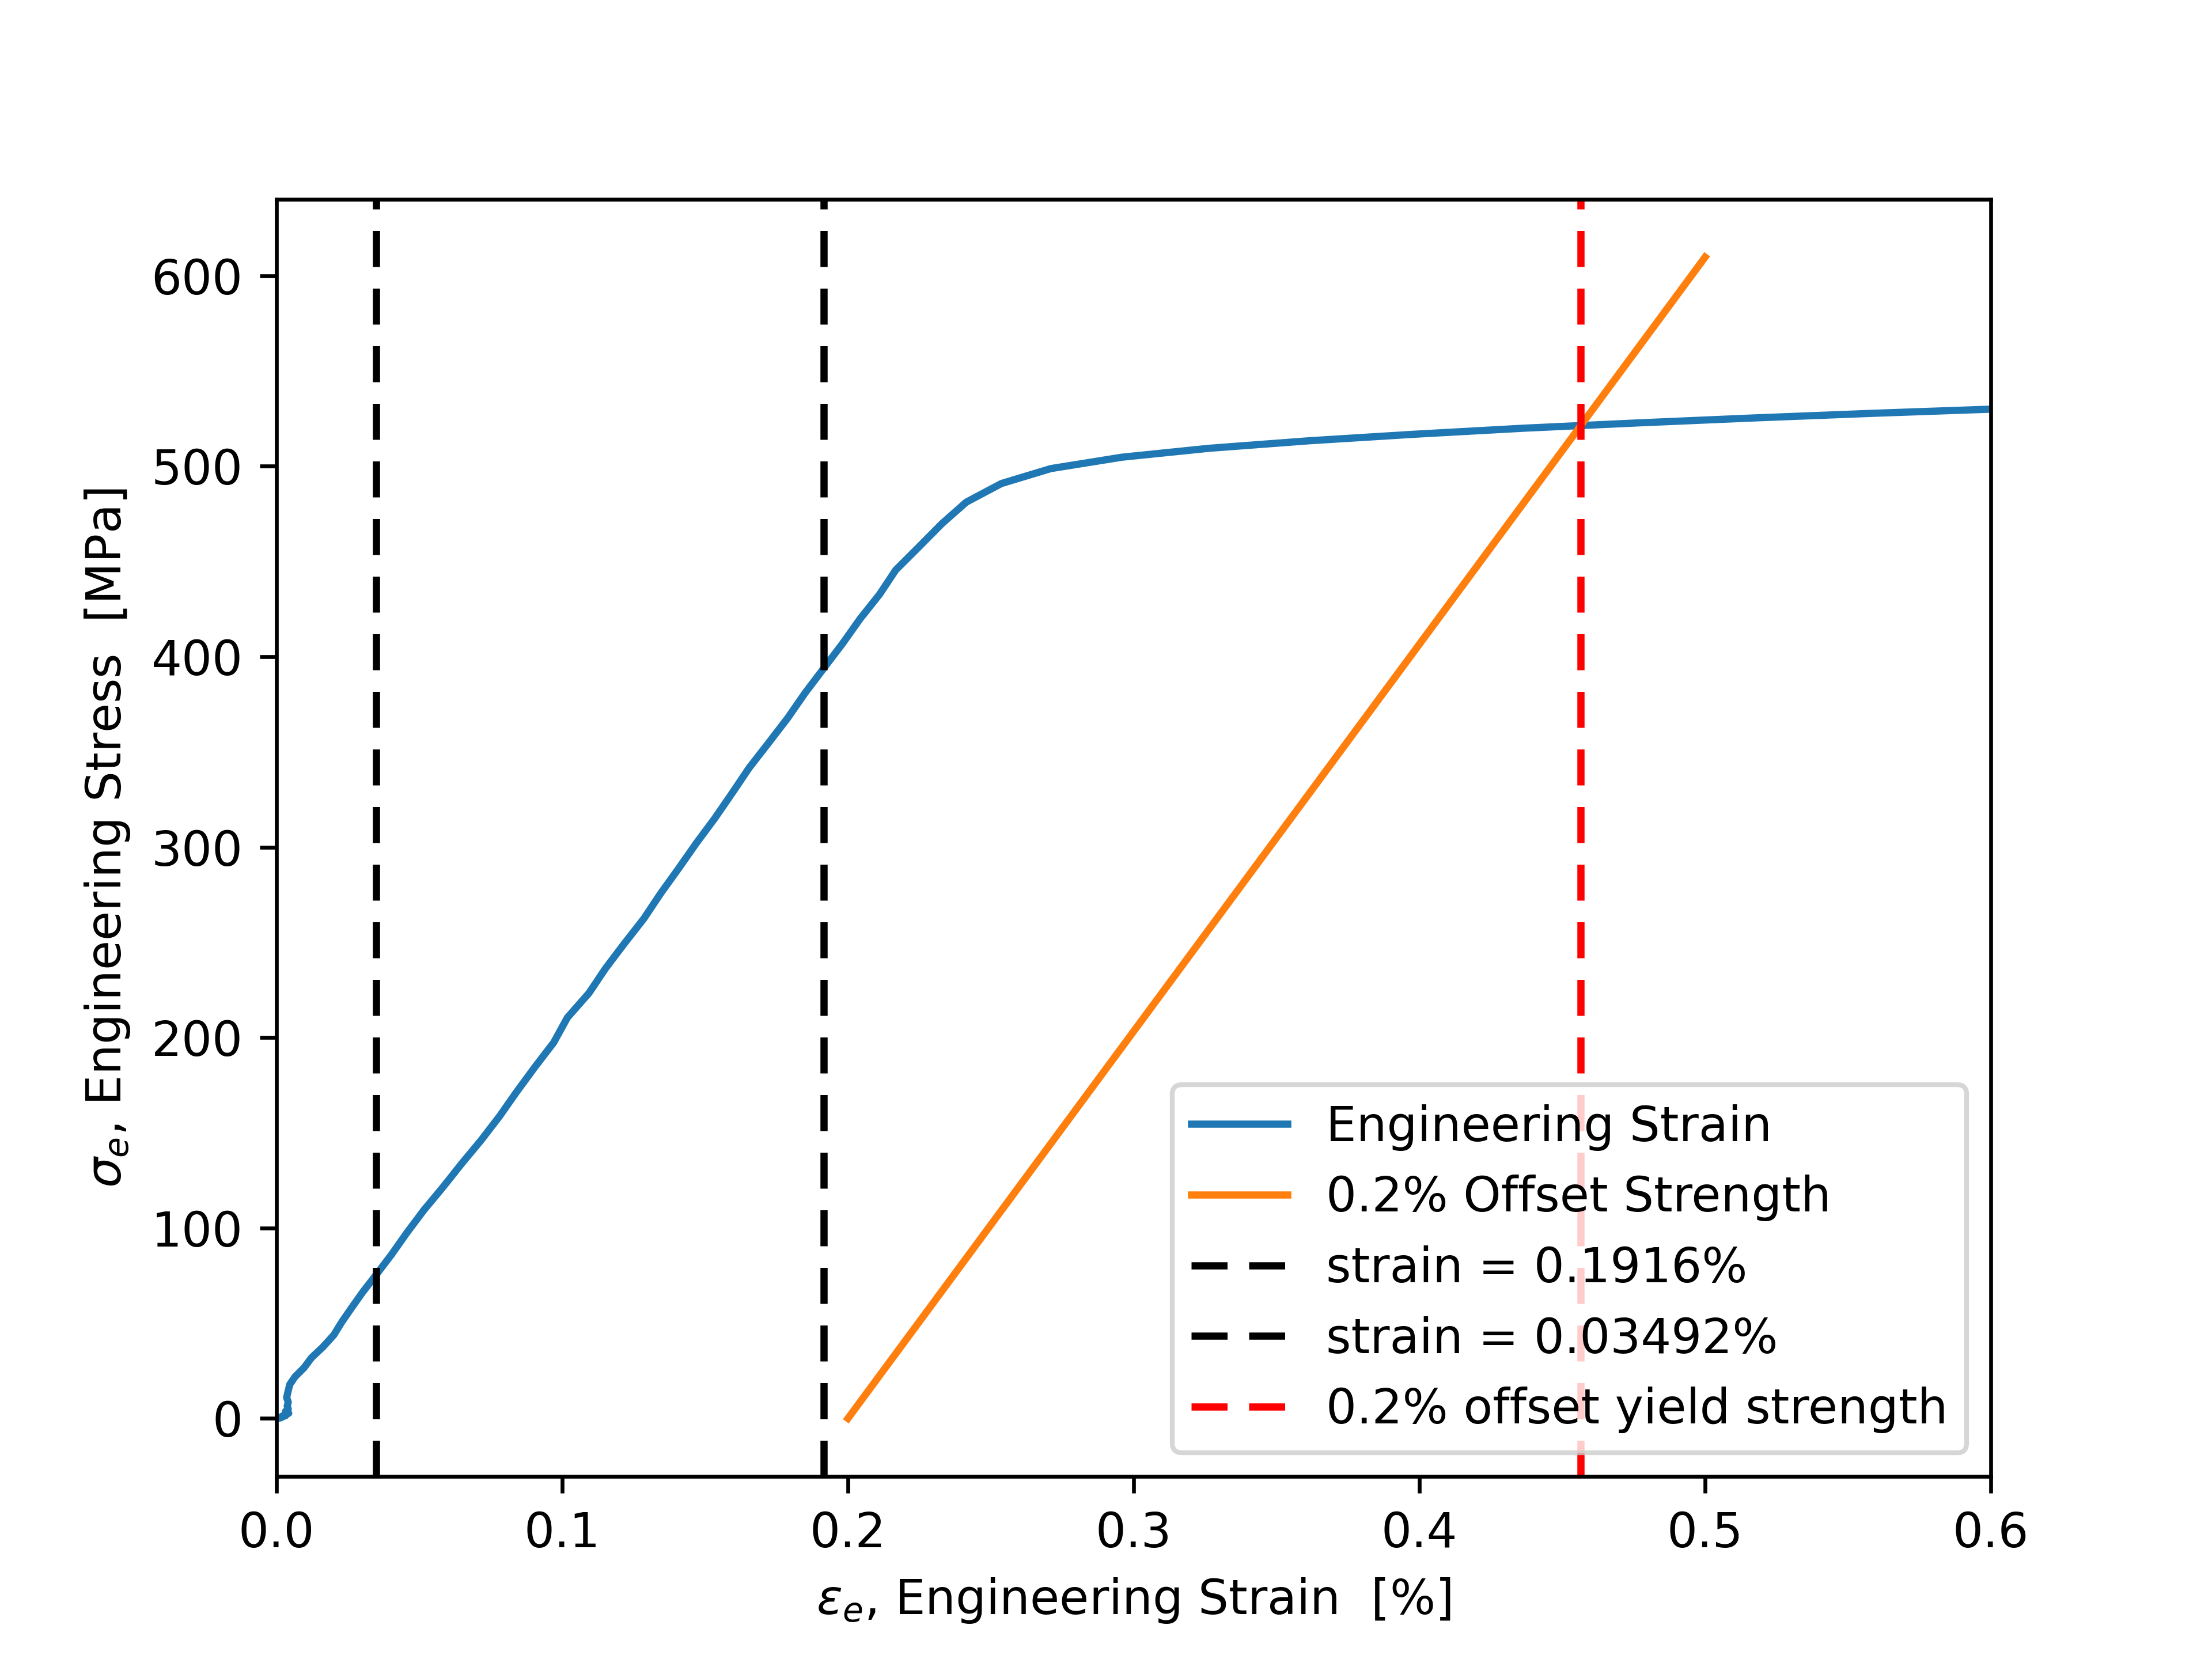 600
500
400
300
200
100
0
σe, Engineering Stress [MPa]
Engineering Strain
0.2% Offset Strength
strain = 0.1916%
strain = 0.03492%
0.2% offset yield strength
0.0 0.1 0.2 0.3 0.4 0.5 0.6
εe, Engineering Strain [%]